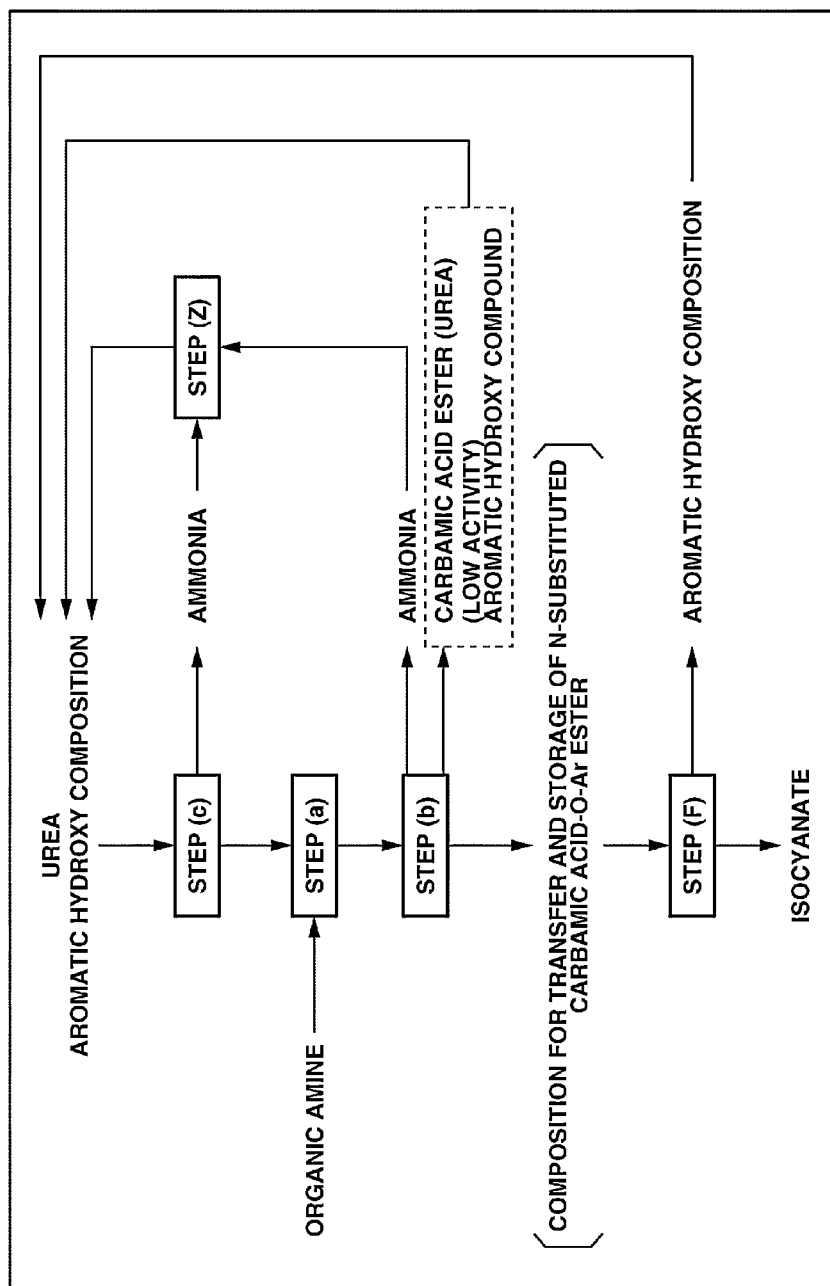 UREA
AROMATIC HYDROXY COMPOSITION
STEP (c)
AMMONIA
STEP (Z)
ORGANIC AMINE
STEP (a)
STEP (b)
AMMONIA
CARBAMIC ACID ESTER (UREA)
(LOW ACTIVITY)
AROMATIC HYDROXY COMPOUND
COMPOSITION FOR TRANSFER AND STORAGE OF N-SUBSTITUTED
CARBAMIC ACID-O-Ar ESTER
STEP (F)
AROMATIC HYDROXY COMPOSITION
ISOCYANATE